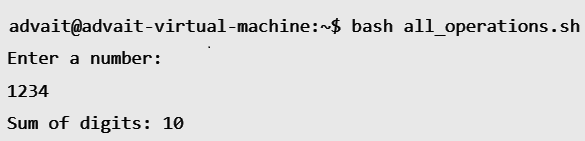 advait@advait-virtual-machine:~$ bash all_operations.sh
Enter a number:
1234
Sum of digits: 10